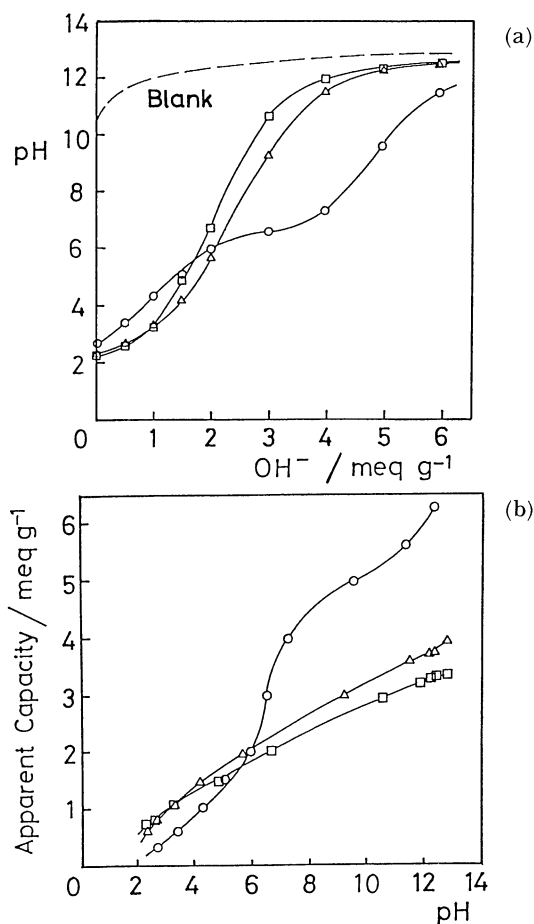 (a)
14
12
10
8
6
4
2
0
pH
Blank
1 2 3 4 5 6
OH⁻ / meq g⁻¹
(b)
6
5
4
3
2
1
Apparent Capacity / meq g⁻¹
0 2 4 6 8 10 12 14
pH